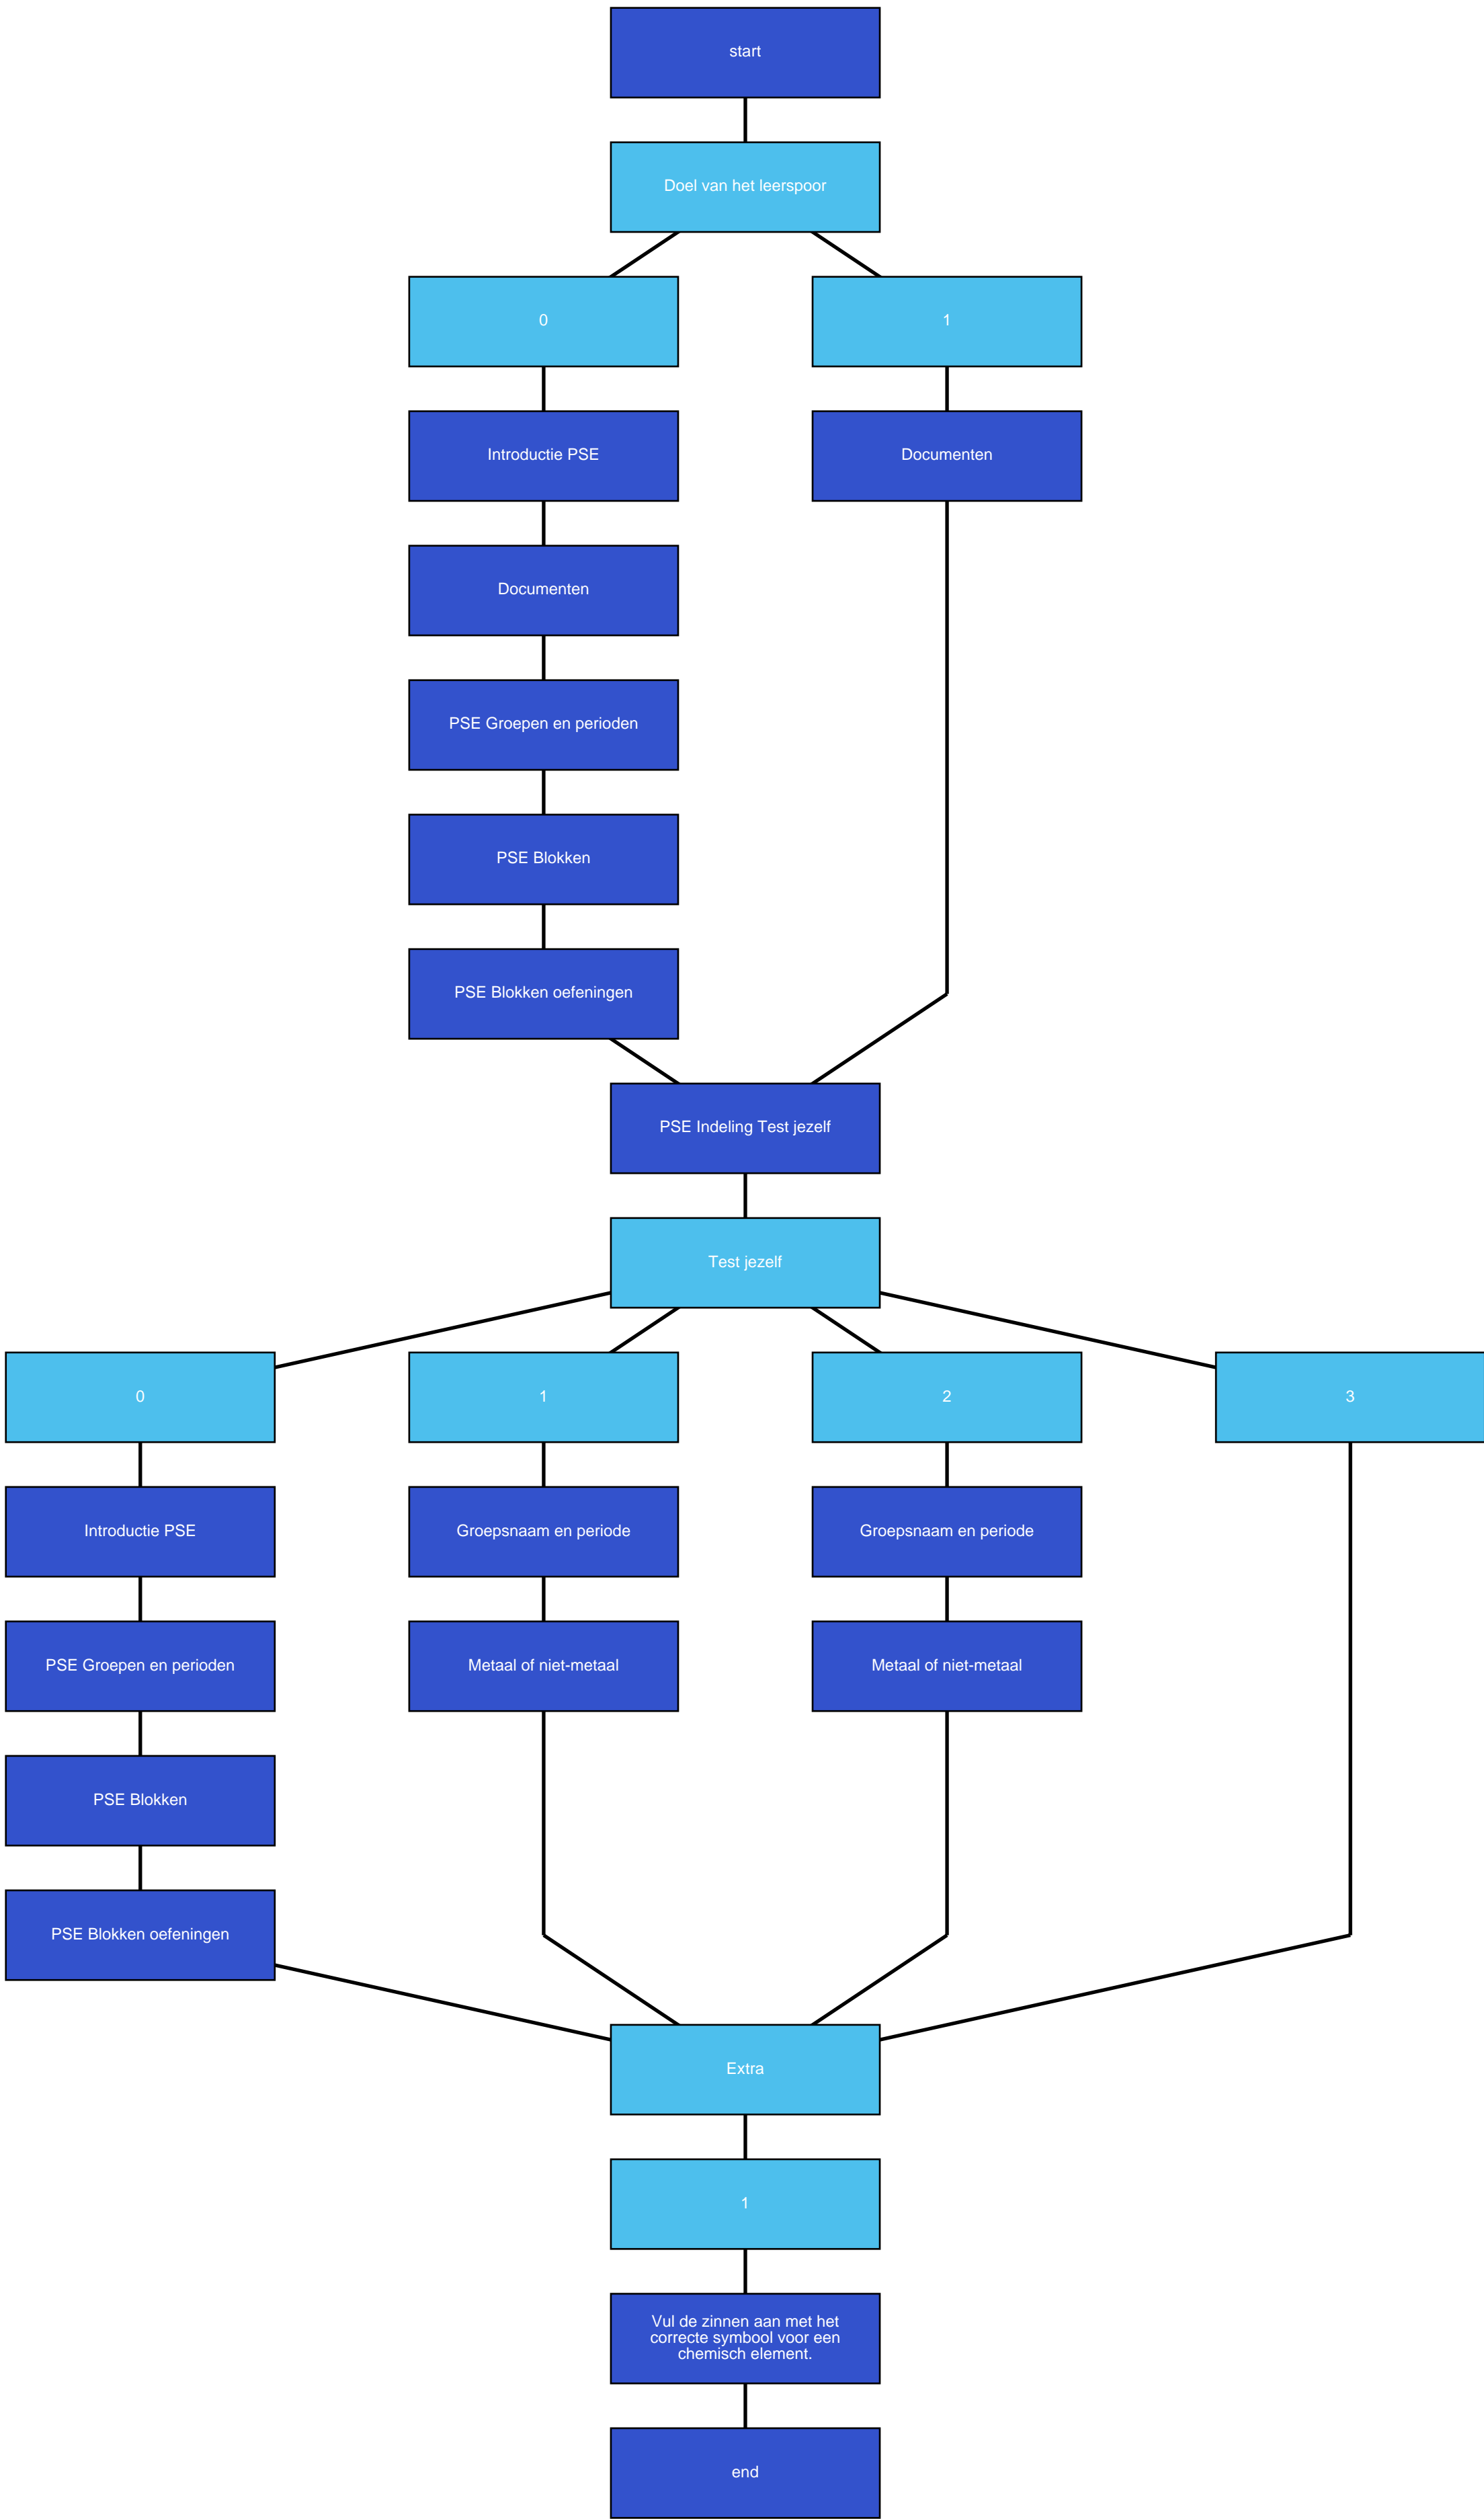 start
Doel van het leerspoor
0
1
Introductie PSE
Documenten
Documenten
PSE Groepen en perioden
PSE Blokken
PSE Blokken oefeningen
PSE Indeling Test jezelf
Test jezelf
0
1
2
3
Introductie PSE
Groepsnaam en periode
Groepsnaam en periode
PSE Groepen en perioden
Metaal of niet-metaal
Metaal of niet-metaal
PSE Blokken
PSE Blokken oefeningen
Extra
1
Vul de zinnen aan met het
correcte symbool voor een
chemisch element.
end